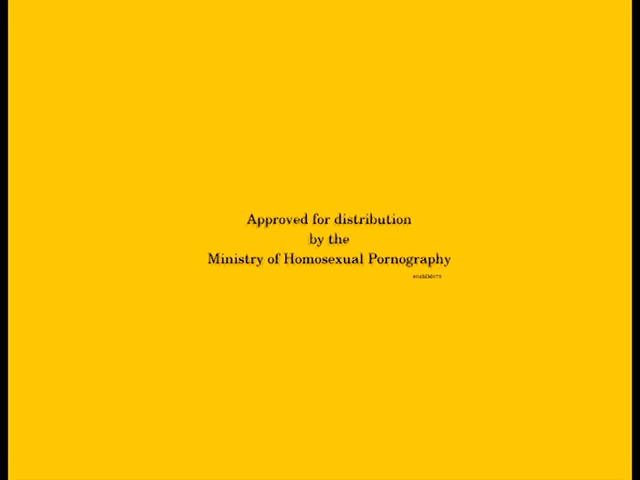 Approved for distribution
by the
Ministry of Homosexual Pornography